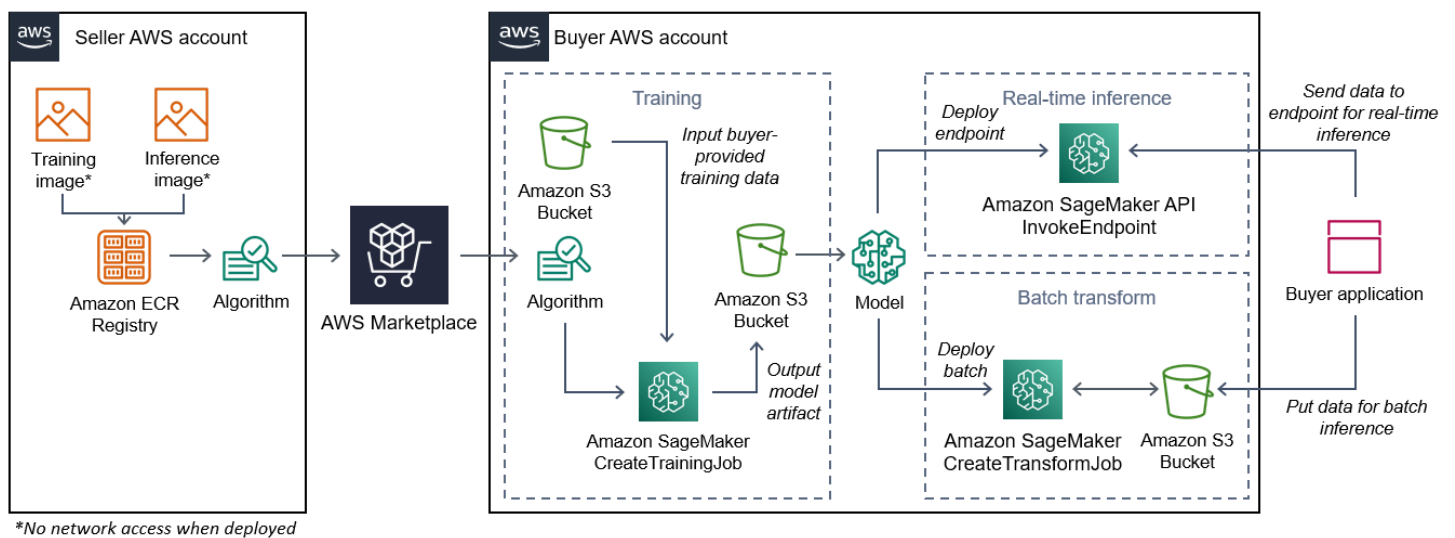 aws
Seller AWS account
Training
image*
Inference
image*
Amazon ECR
Registry
Algorithm
*No network access when deployed
AWS Marketplace
aws
Buyer AWS account
Training
Amazon S3
Bucket
Input buyer-
provided
training data
Algorithm
Amazon S3
Bucket
Output
model
artifact
Amazon SageMaker
CreateTrainingJob
Model
Real-time inference
Deploy
endpoint
Amazon SageMaker API
InvokeEndpoint
Batch transform
Deploy
batch
Amazon SageMaker
CreateTransformJob
Amazon S3
Bucket
Send data to
endpoint for real-time
inference
Buyer application
Put data for batch
inference